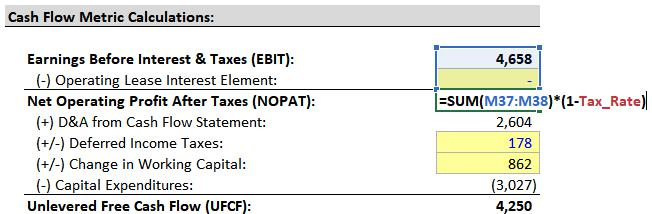 Cash Flow Metric Calculations:
Earnings Before Interest & Taxes (EBIT): 4,658
(-) Operating Lease Interest Element: -
Net Operating Profit After Taxes (NOPAT): =SUM(M37:M38)*(1-Tax_Rate)
(+) D&A from Cash Flow Statement: 2,604
(+/-) Deferred Income Taxes: 178
(+/-) Change in Working Capital: 862
(-) Capital Expenditures: (3,027)
Unlevered Free Cash Flow (UFCF): 4,250